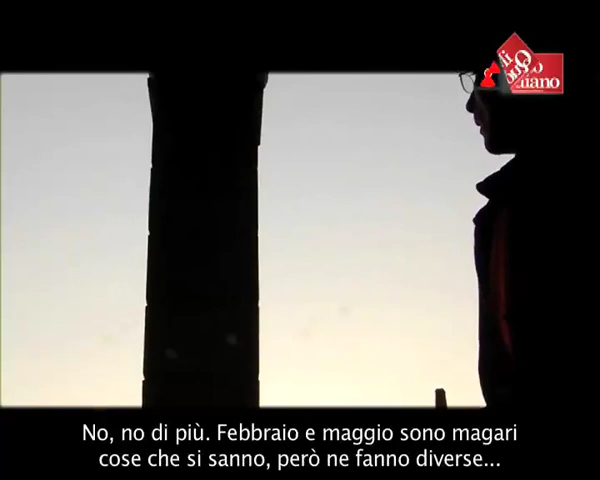 No, no di più. Febbraio e maggio sono magari
cose che si sanno, però ne fanno diverse...